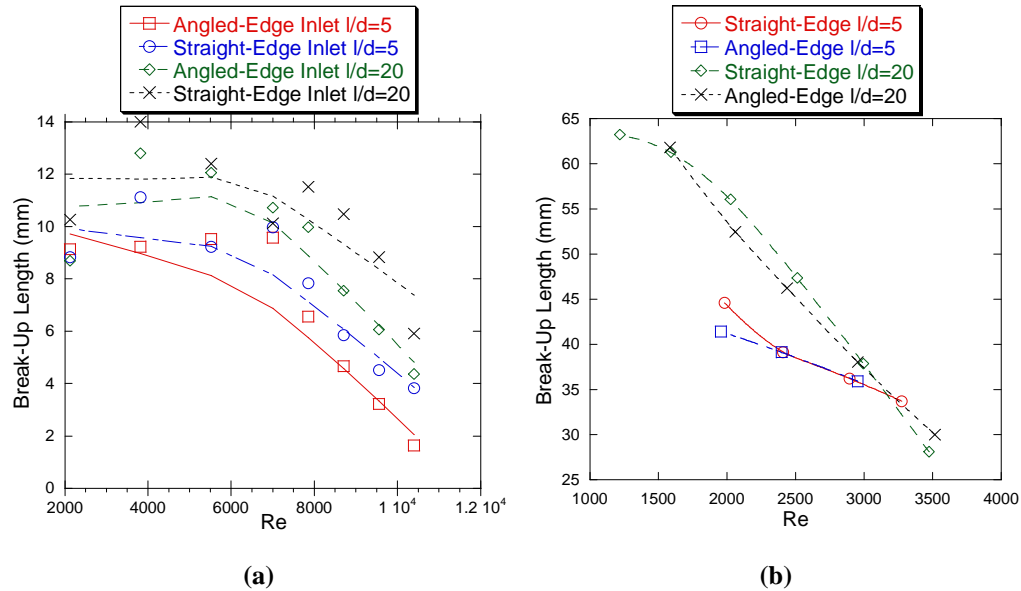 Angled-Edge Inlet l/d=5
Straight-Edge Inlet l/d=5
Angled-Edge Inlet l/d=20
Straight-Edge Inlet l/d=20
14
12
10
8
6
4
2
0
Break-Up Length (mm)
2000 4000 6000 8000 1 10⁴ 1.2 10⁴
Re
(a)
Straight-Edge l/d=5
Angled-Edge l/d=5
Straight-Edge l/d=20
Angled-Edge l/d=20
65
60
55
50
45
40
35
30
25
Break-Up Length (mm)
1000 1500 2000 2500 3000 3500 4000
Re
(b)